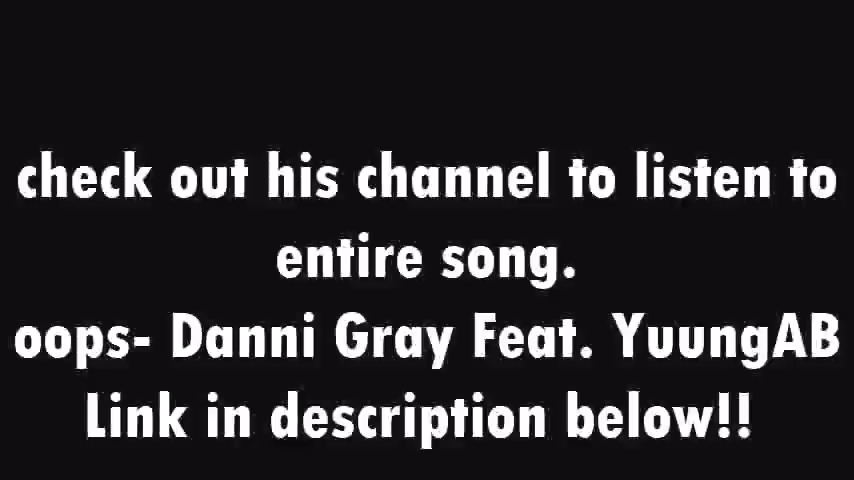 check out his channel to listen to
entire song.
oops- Danni Gray Feat. YuungAB
Link in description below!!